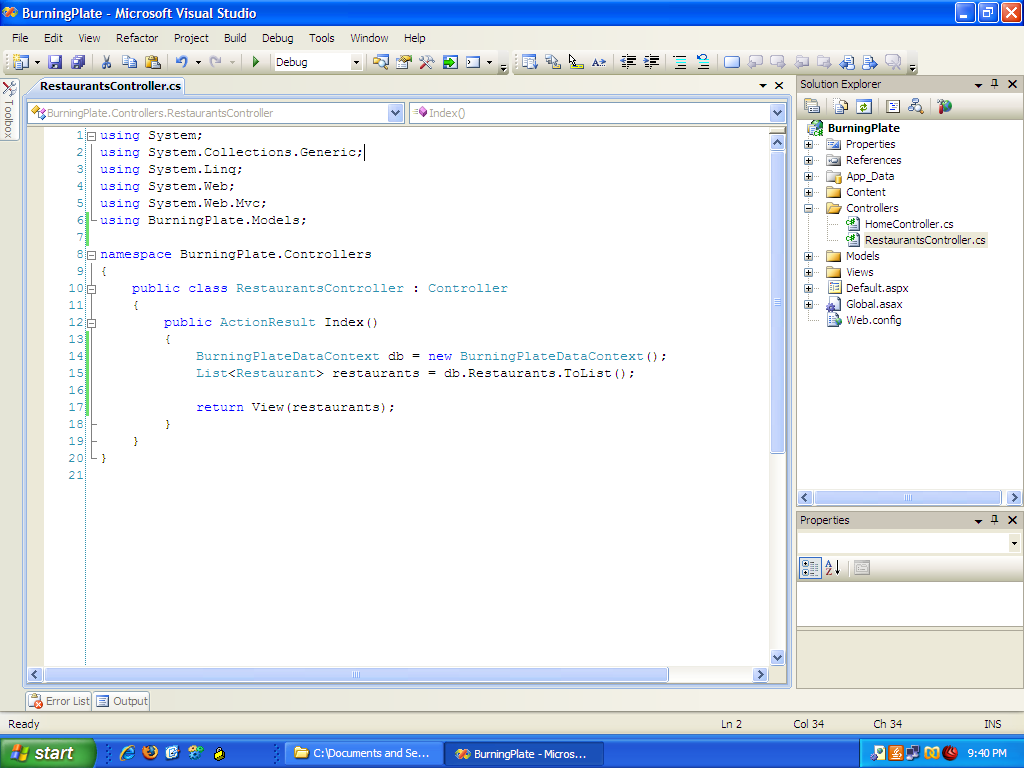 BurningPlate - Microsoft Visual Studio
File Edit View Refactor Project Build Debug Tools Window Help
Debug
RestaurantsController.cs
Toolbox
BurningPlate.Controllers.RestaurantsController
Index()
1 using System;
2 using System.Collections.Generic;
3 using System.Linq;
4 using System.Web;
5 using System.Web.Mvc;
6 using BurningPlate.Models;
7
8 namespace BurningPlate.Controllers
9 {
10 public class RestaurantsController : Controller
11 {
12 public ActionResult Index()
13 {
14 BurningPlateDataContext db = new BurningPlateDataContext();
15 List<Restaurant> restaurants = db.Restaurants.ToList();
16
17 return View(restaurants);
18 }
19 }
20 }
21
Solution Explorer
BurningPlate
Properties
References
App_Data
Content
Controllers
HomeController.cs
RestaurantsController.cs
Models
Views
Default.aspx
Global.asax
Web.config
Properties
Error List Output
Ready Ln 2 Col 34 Ch 34 INS
start C:\Documents and Se... BurningPlate - Micros... 9:40 PM